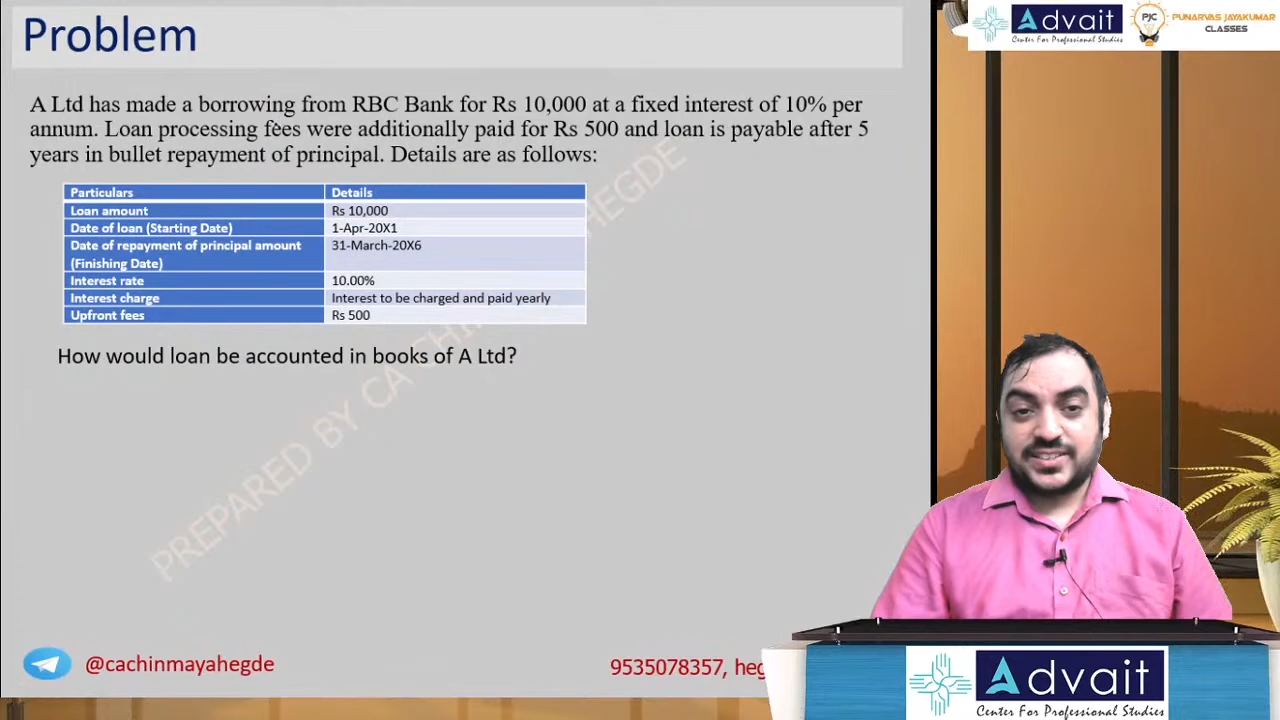 Problem
Advait
Center For Professional Studies
PJC
PUNARVAS JAYAKUMAR
CLASSES
A Ltd has made a borrowing from RBC Bank for Rs 10,000 at a fixed interest of 10% per
annum. Loan processing fees were additionally paid for Rs 500 and loan is payable after 5
years in bullet repayment of principal. Details are as follows:
Particulars Details
Loan amount Rs 10,000
Date of loan (Starting Date) 1-Apr-20X1
Date of repayment of principal amount 31-March-20X6
(Finishing Date)
Interest rate 10.00%
Interest charge Interest to be charged and paid yearly
Upfront fees Rs 500
How would loan be accounted in books of A Ltd?
PREPARED BY CA CHI HEGDE
@cachinmayahegde
9535078357, heg
Advait
Center For Professional Studies